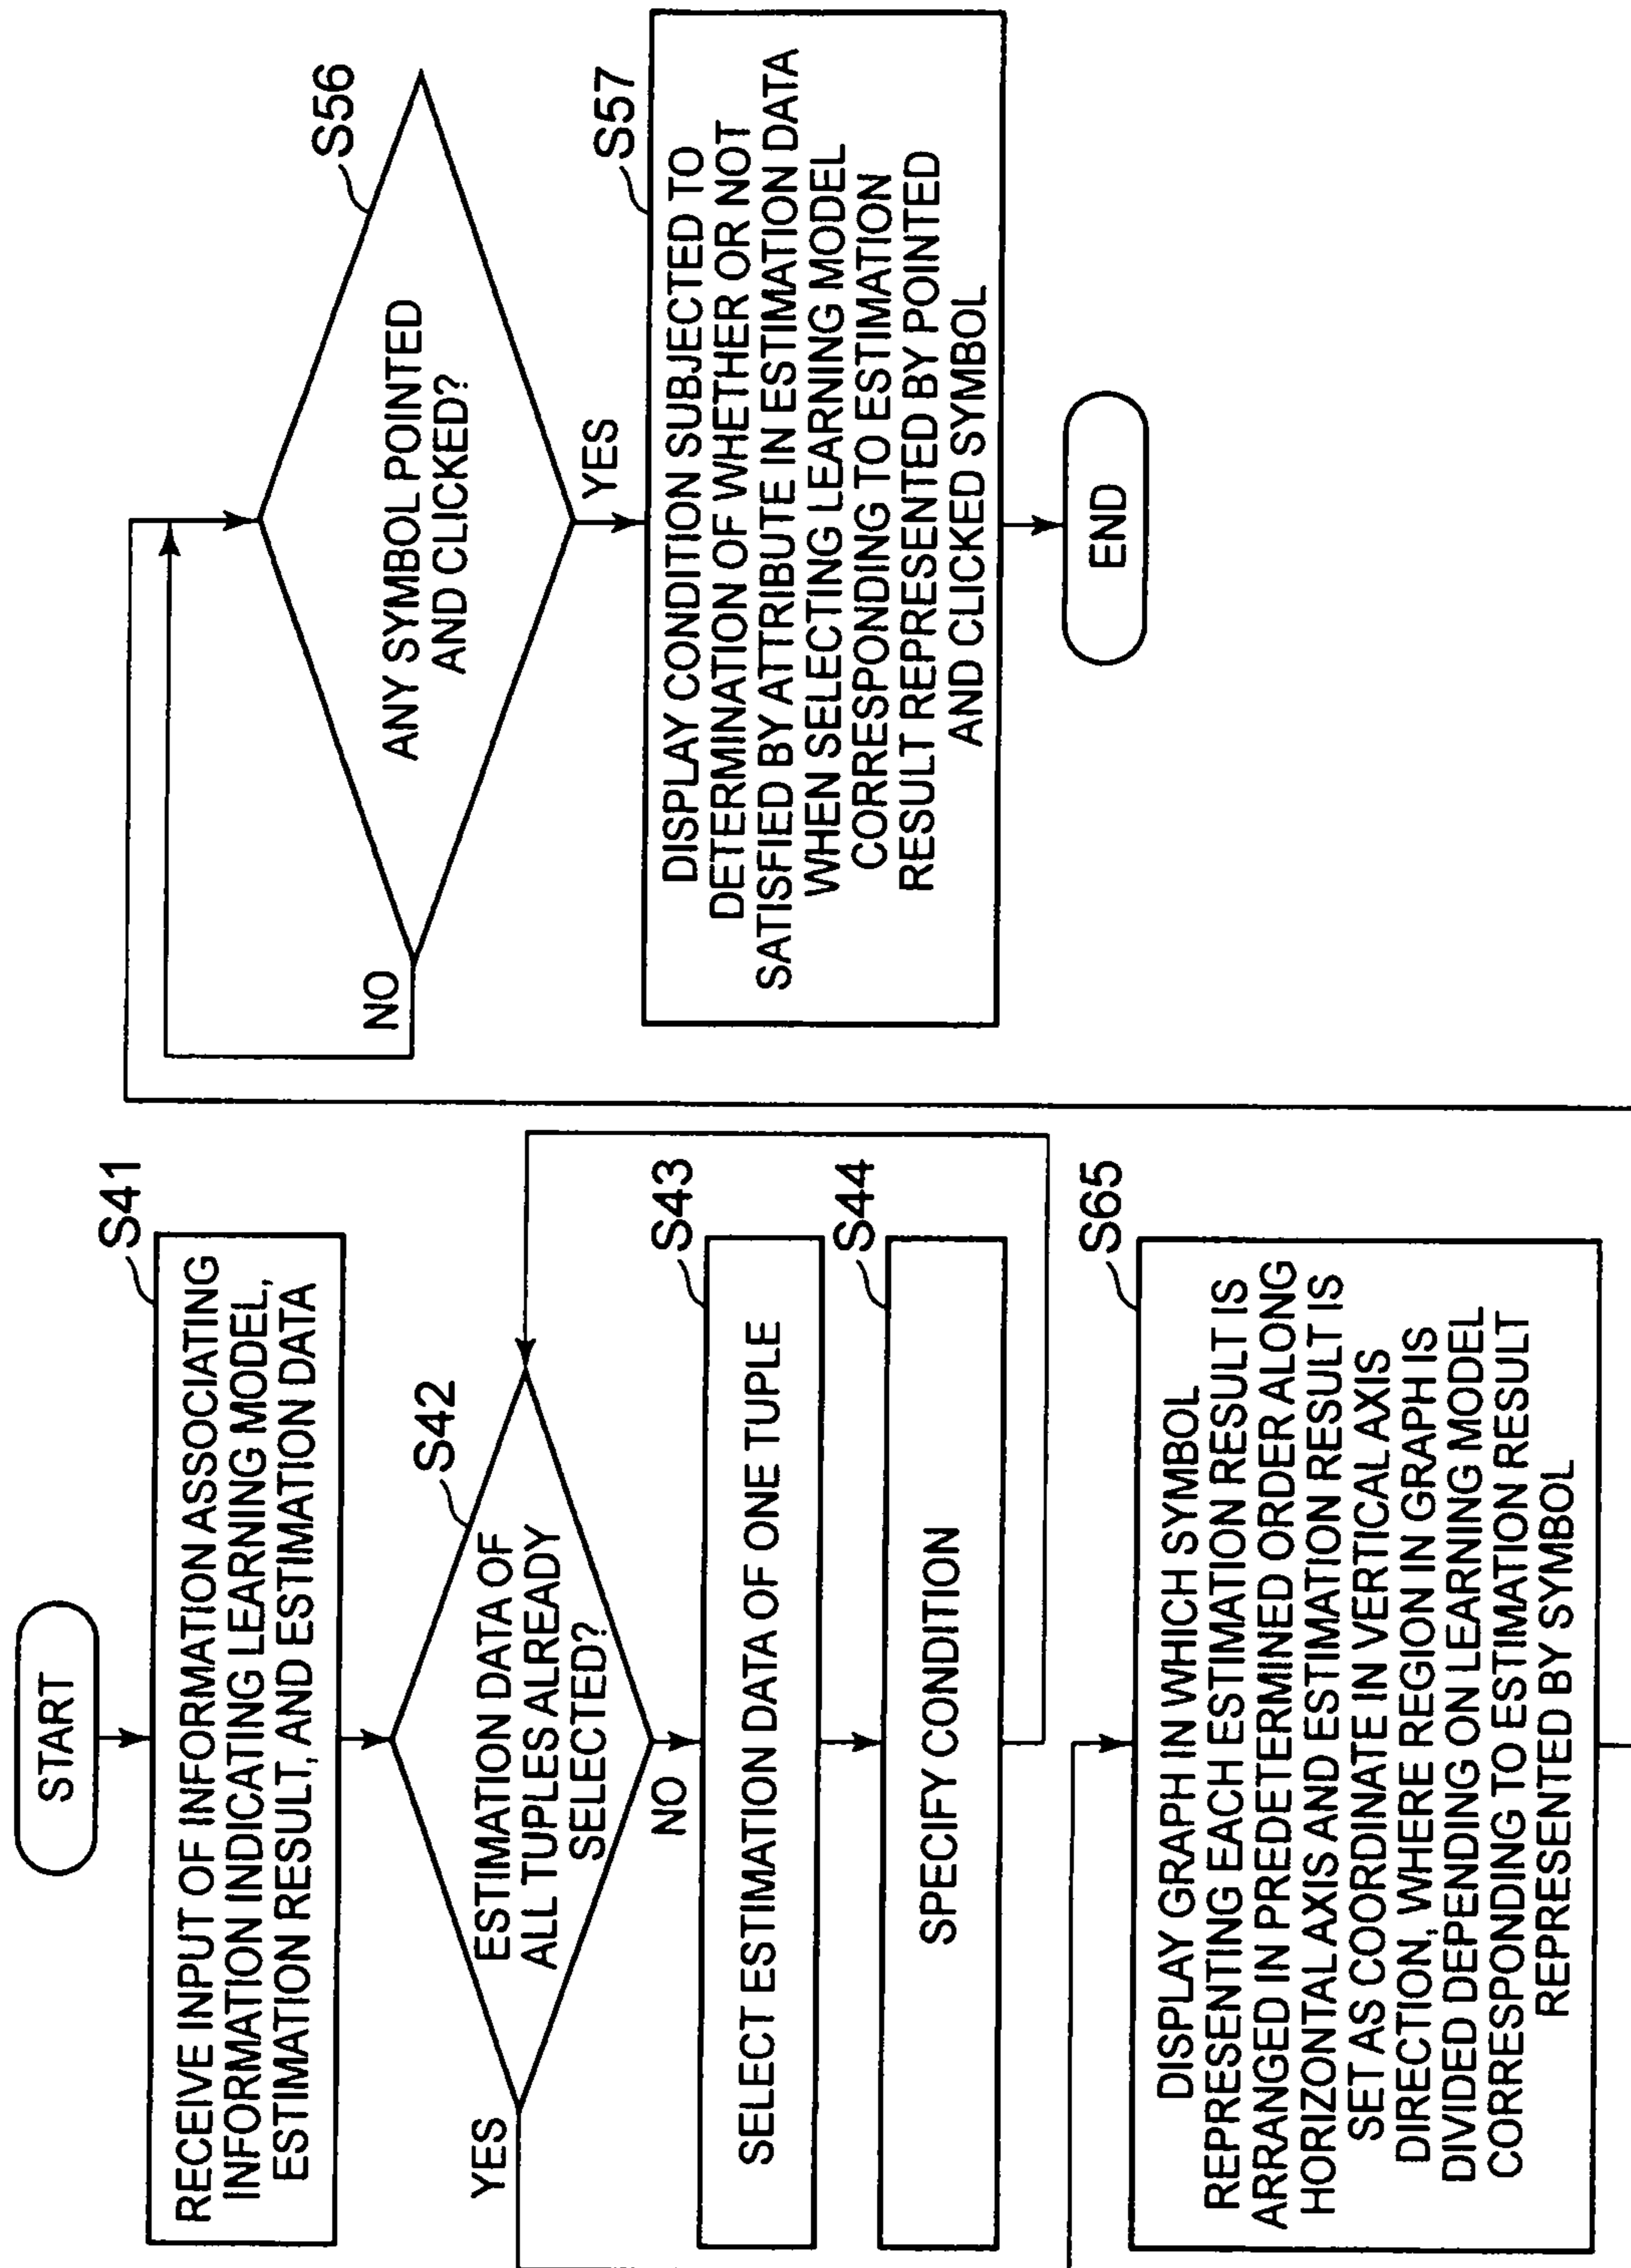 START
S41
RECEIVE INPUT OF INFORMATION ASSOCIATING
INFORMATION INDICATING LEARNING MODEL,
ESTIMATION RESULT, AND ESTIMATION DATA
S42
ESTIMATION DATA OF
ALL TUPLES ALREADY
SELECTED?
YES
NO
S43
SELECT ESTIMATION DATA OF ONE TUPLE
S44
SPECIFY CONDITION
S65
DISPLAY GRAPH IN WHICH SYMBOL
REPRESENTING EACH ESTIMATION RESULT IS
ARRANGED IN PREDETERMINED ORDER ALONG
HORIZONTAL AXIS AND ESTIMATION RESULT IS
SET AS COORDINATE IN VERTICAL AXIS
DIRECTION, WHERE REGION IN GRAPH IS
DIVIDED DEPENDING ON LEARNING MODEL
CORRESPONDING TO ESTIMATION RESULT
REPRESENTED BY SYMBOL
S56
ANY SYMBOL POINTED
AND CLICKED?
NO
YES
S57
DISPLAY CONDITION SUBJECTED TO
DETERMINATION OF WHETHER OR NOT
SATISFIED BY ATTRIBUTE IN ESTIMATION DATA
WHEN SELECTING LEARNING MODEL
CORRESPONDING TO ESTIMATION
RESULT REPRESENTED BY POINTED
AND CLICKED SYMBOL
END